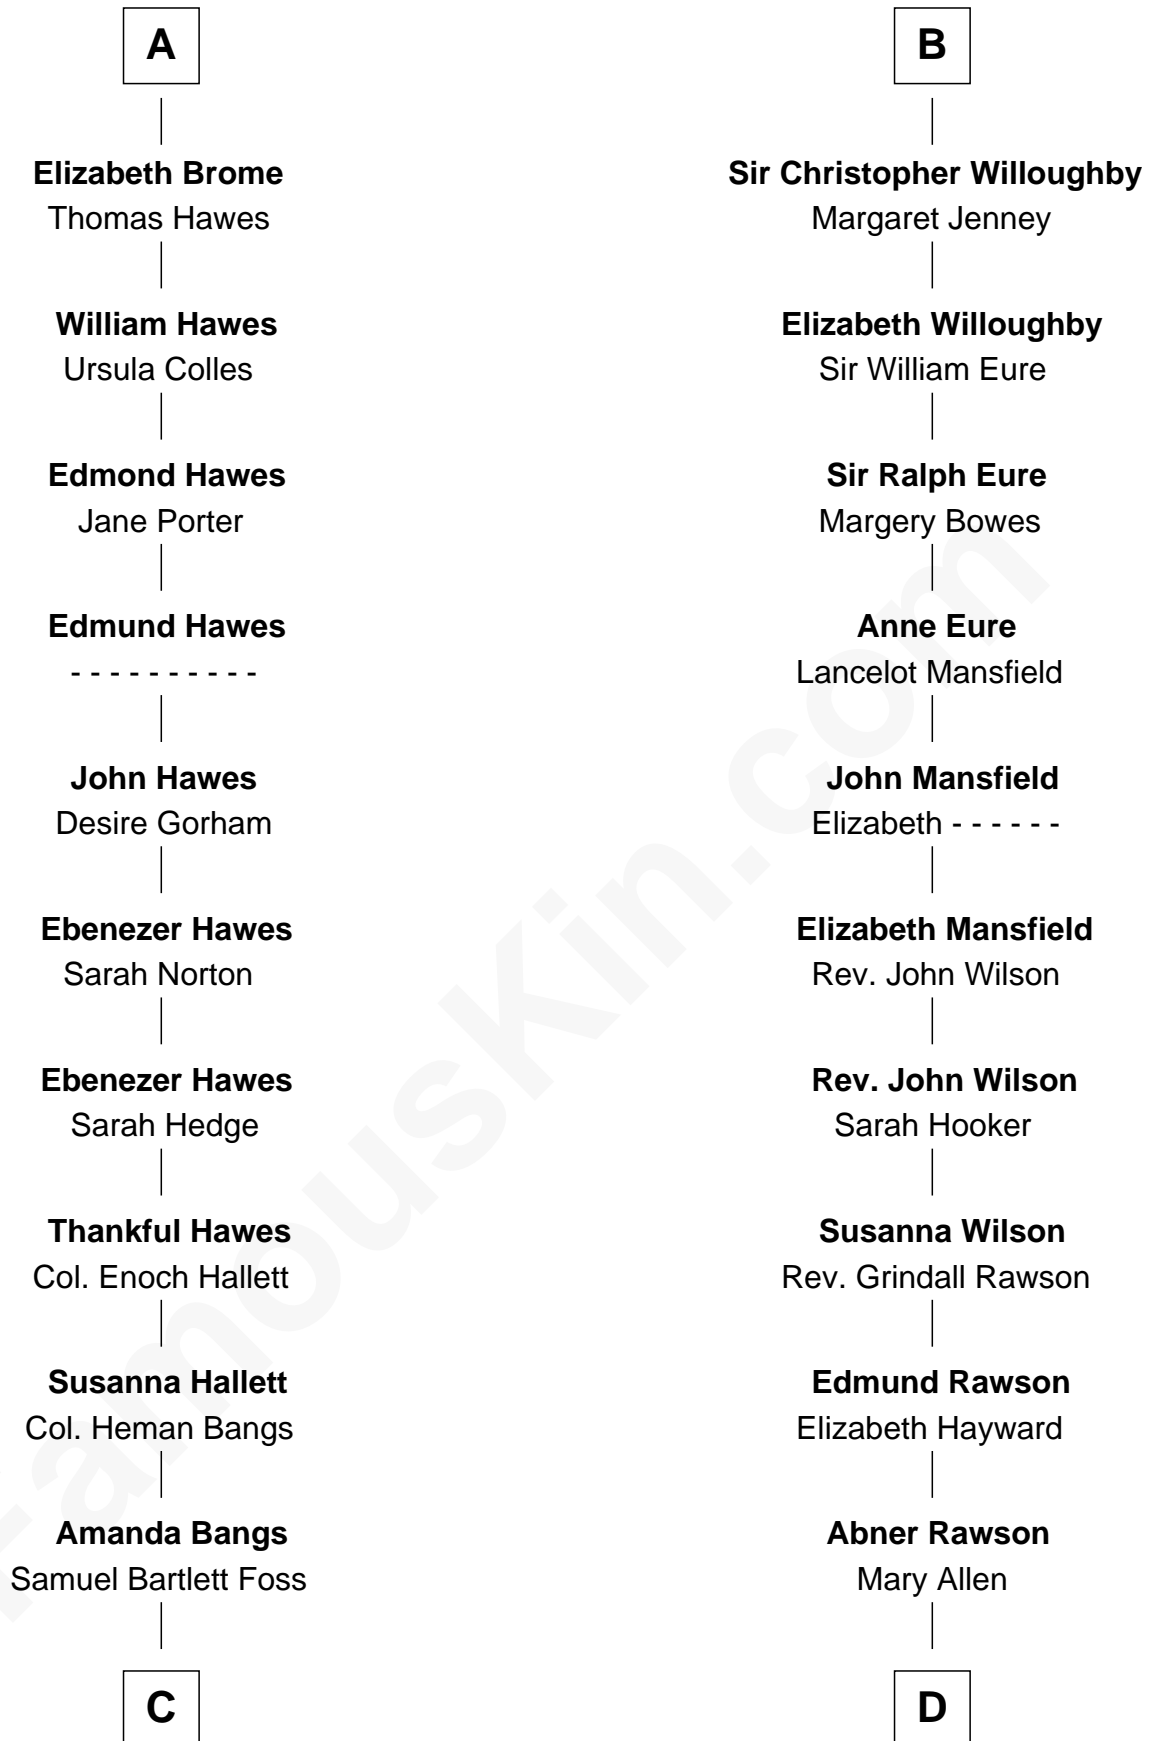 A
Elizabeth Brome
Thomas Hawes
William Hawes
Ursula Colles
Edmond Hawes
Jane Porter
Edmund Hawes
- - - - - - - - - -
John Hawes
Desire Gorham
Ebenezer Hawes
Sarah Norton
Ebenezer Hawes
Sarah Hedge
Thankful Hawes
Col. Enoch Hallett
Susanna Hallett
Col. Heman Bangs
Amanda Bangs
Samuel Bartlett Foss
C
B
Sir Christopher Willoughby
Margaret Jenney
Elizabeth Willoughby
Sir William Eure
Sir Ralph Eure
Margery Bowes
Anne Eure
Lancelot Mansfield
John Mansfield
Elizabeth - - - - - -
Elizabeth Mansfield
Rev. John Wilson
Rev. John Wilson
Sarah Hooker
Susanna Wilson
Rev. Grindall Rawson
Edmund Rawson
Elizabeth Hayward
Abner Rawson
Mary Allen
D
FamousKin.com